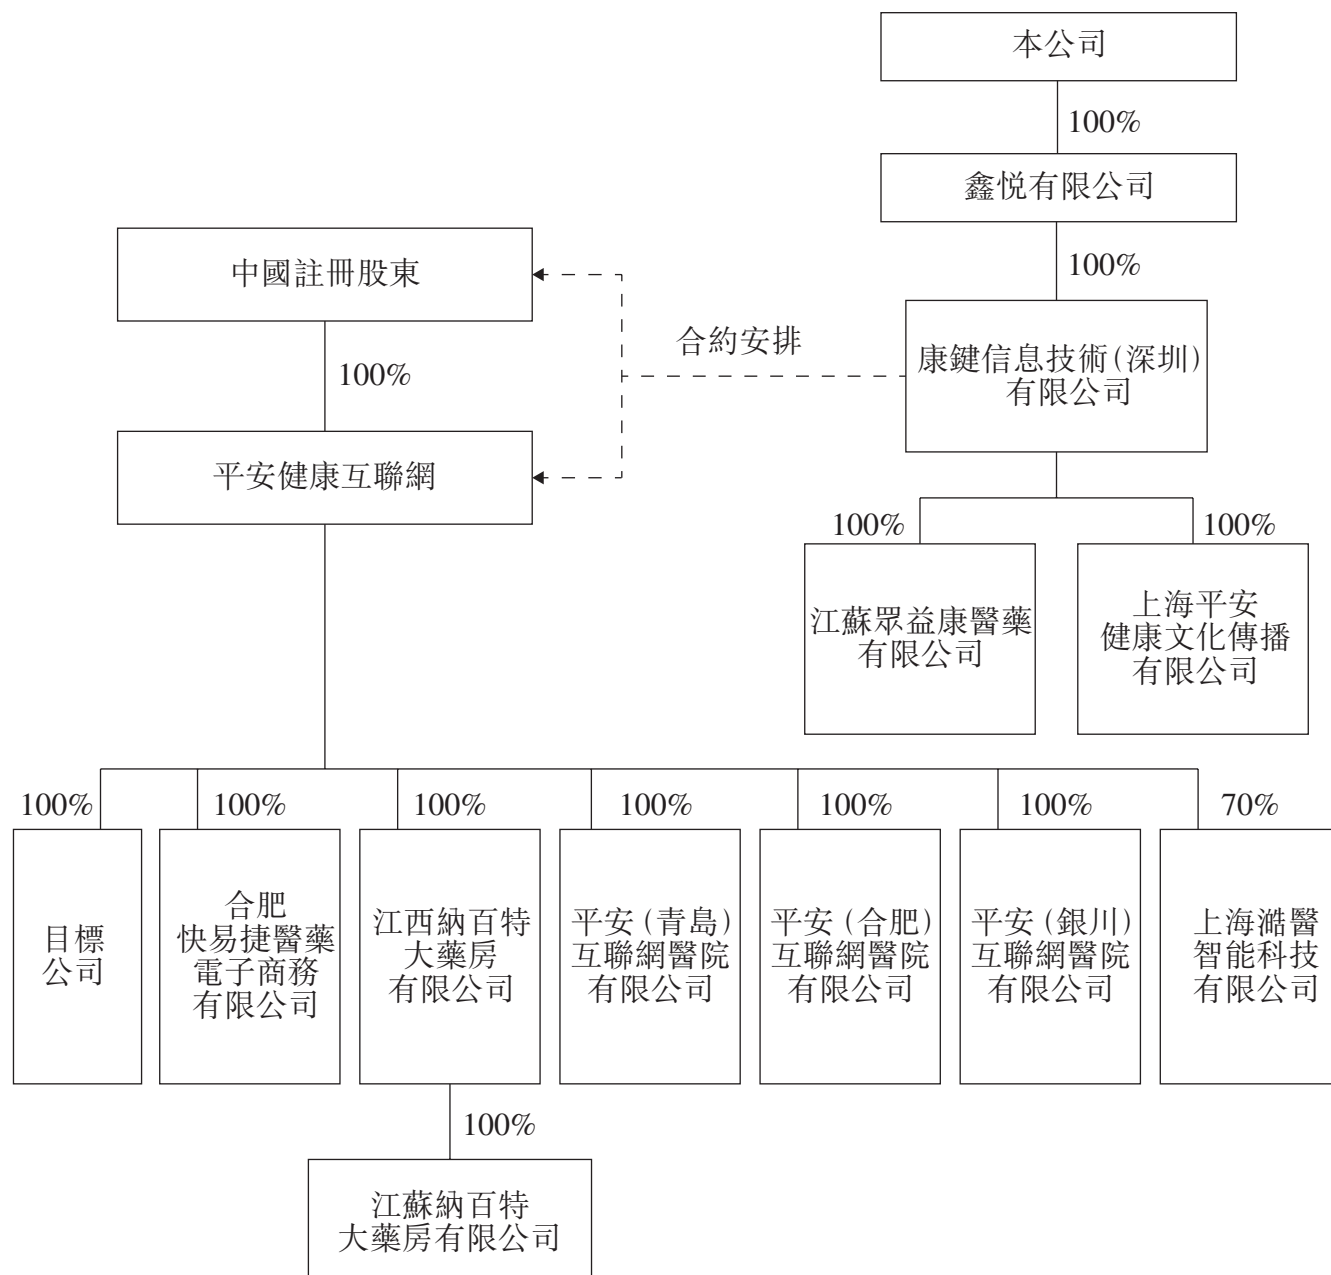 本公司
100%
鑫悦有限公司
100%
中國註冊股東
合約安排
康鍵信息技術(深圳)
有限公司
100%
平安健康互聯網
100%
100%
江蘇眾益康醫藥
有限公司
上海平安
健康文化傳播
有限公司
100%
100%
100%
100%
100%
100%
70%
目標
公司
合肥
快易捷醫藥
電子商務
有限公司
江西納百特
大藥房
有限公司
平安(青島)
互聯網醫院
有限公司
平安(合肥)
互聯網醫院
有限公司
平安(銀川)
互聯網醫院
有限公司
上海澔醫
智能科技
有限公司
100%
江蘇納百特
大藥房有限公司